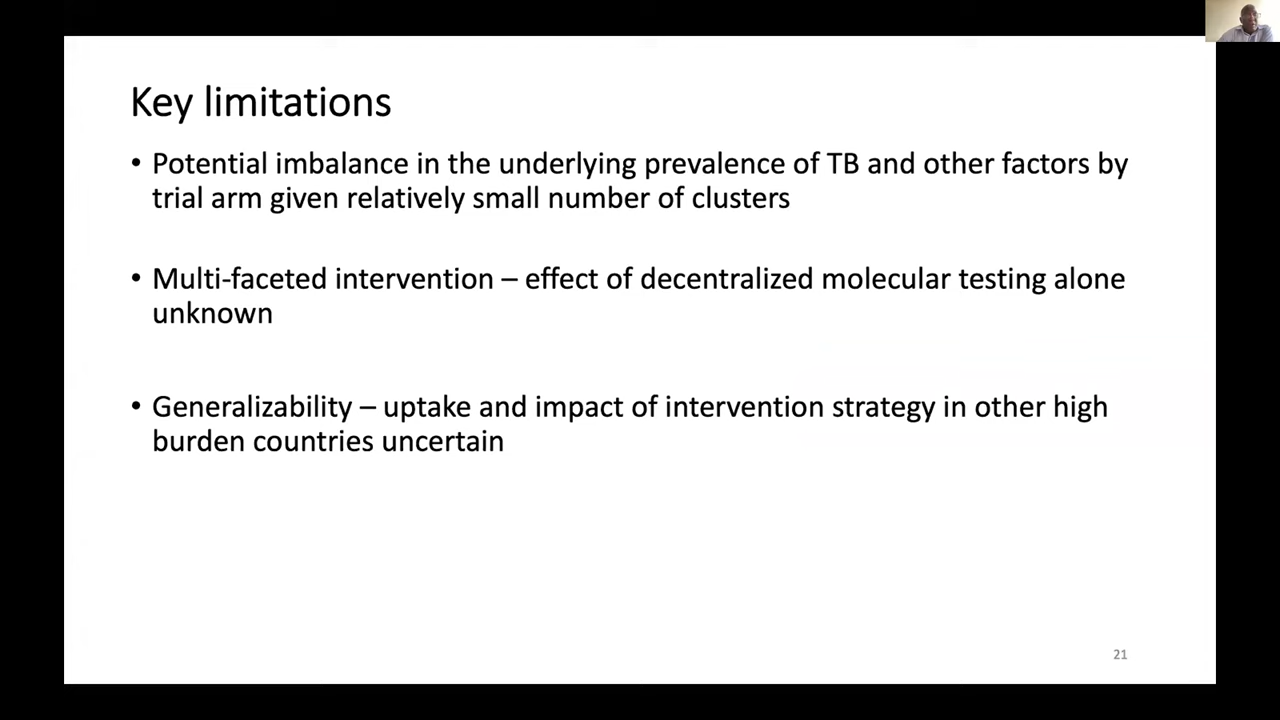 Key limitations
• Potential imbalance in the underlying prevalence of TB and other factors by
trial arm given relatively small number of clusters
• Multi-faceted intervention – effect of decentralized molecular testing alone
unknown
• Generalizability – uptake and impact of intervention strategy in other high
burden countries uncertain
21